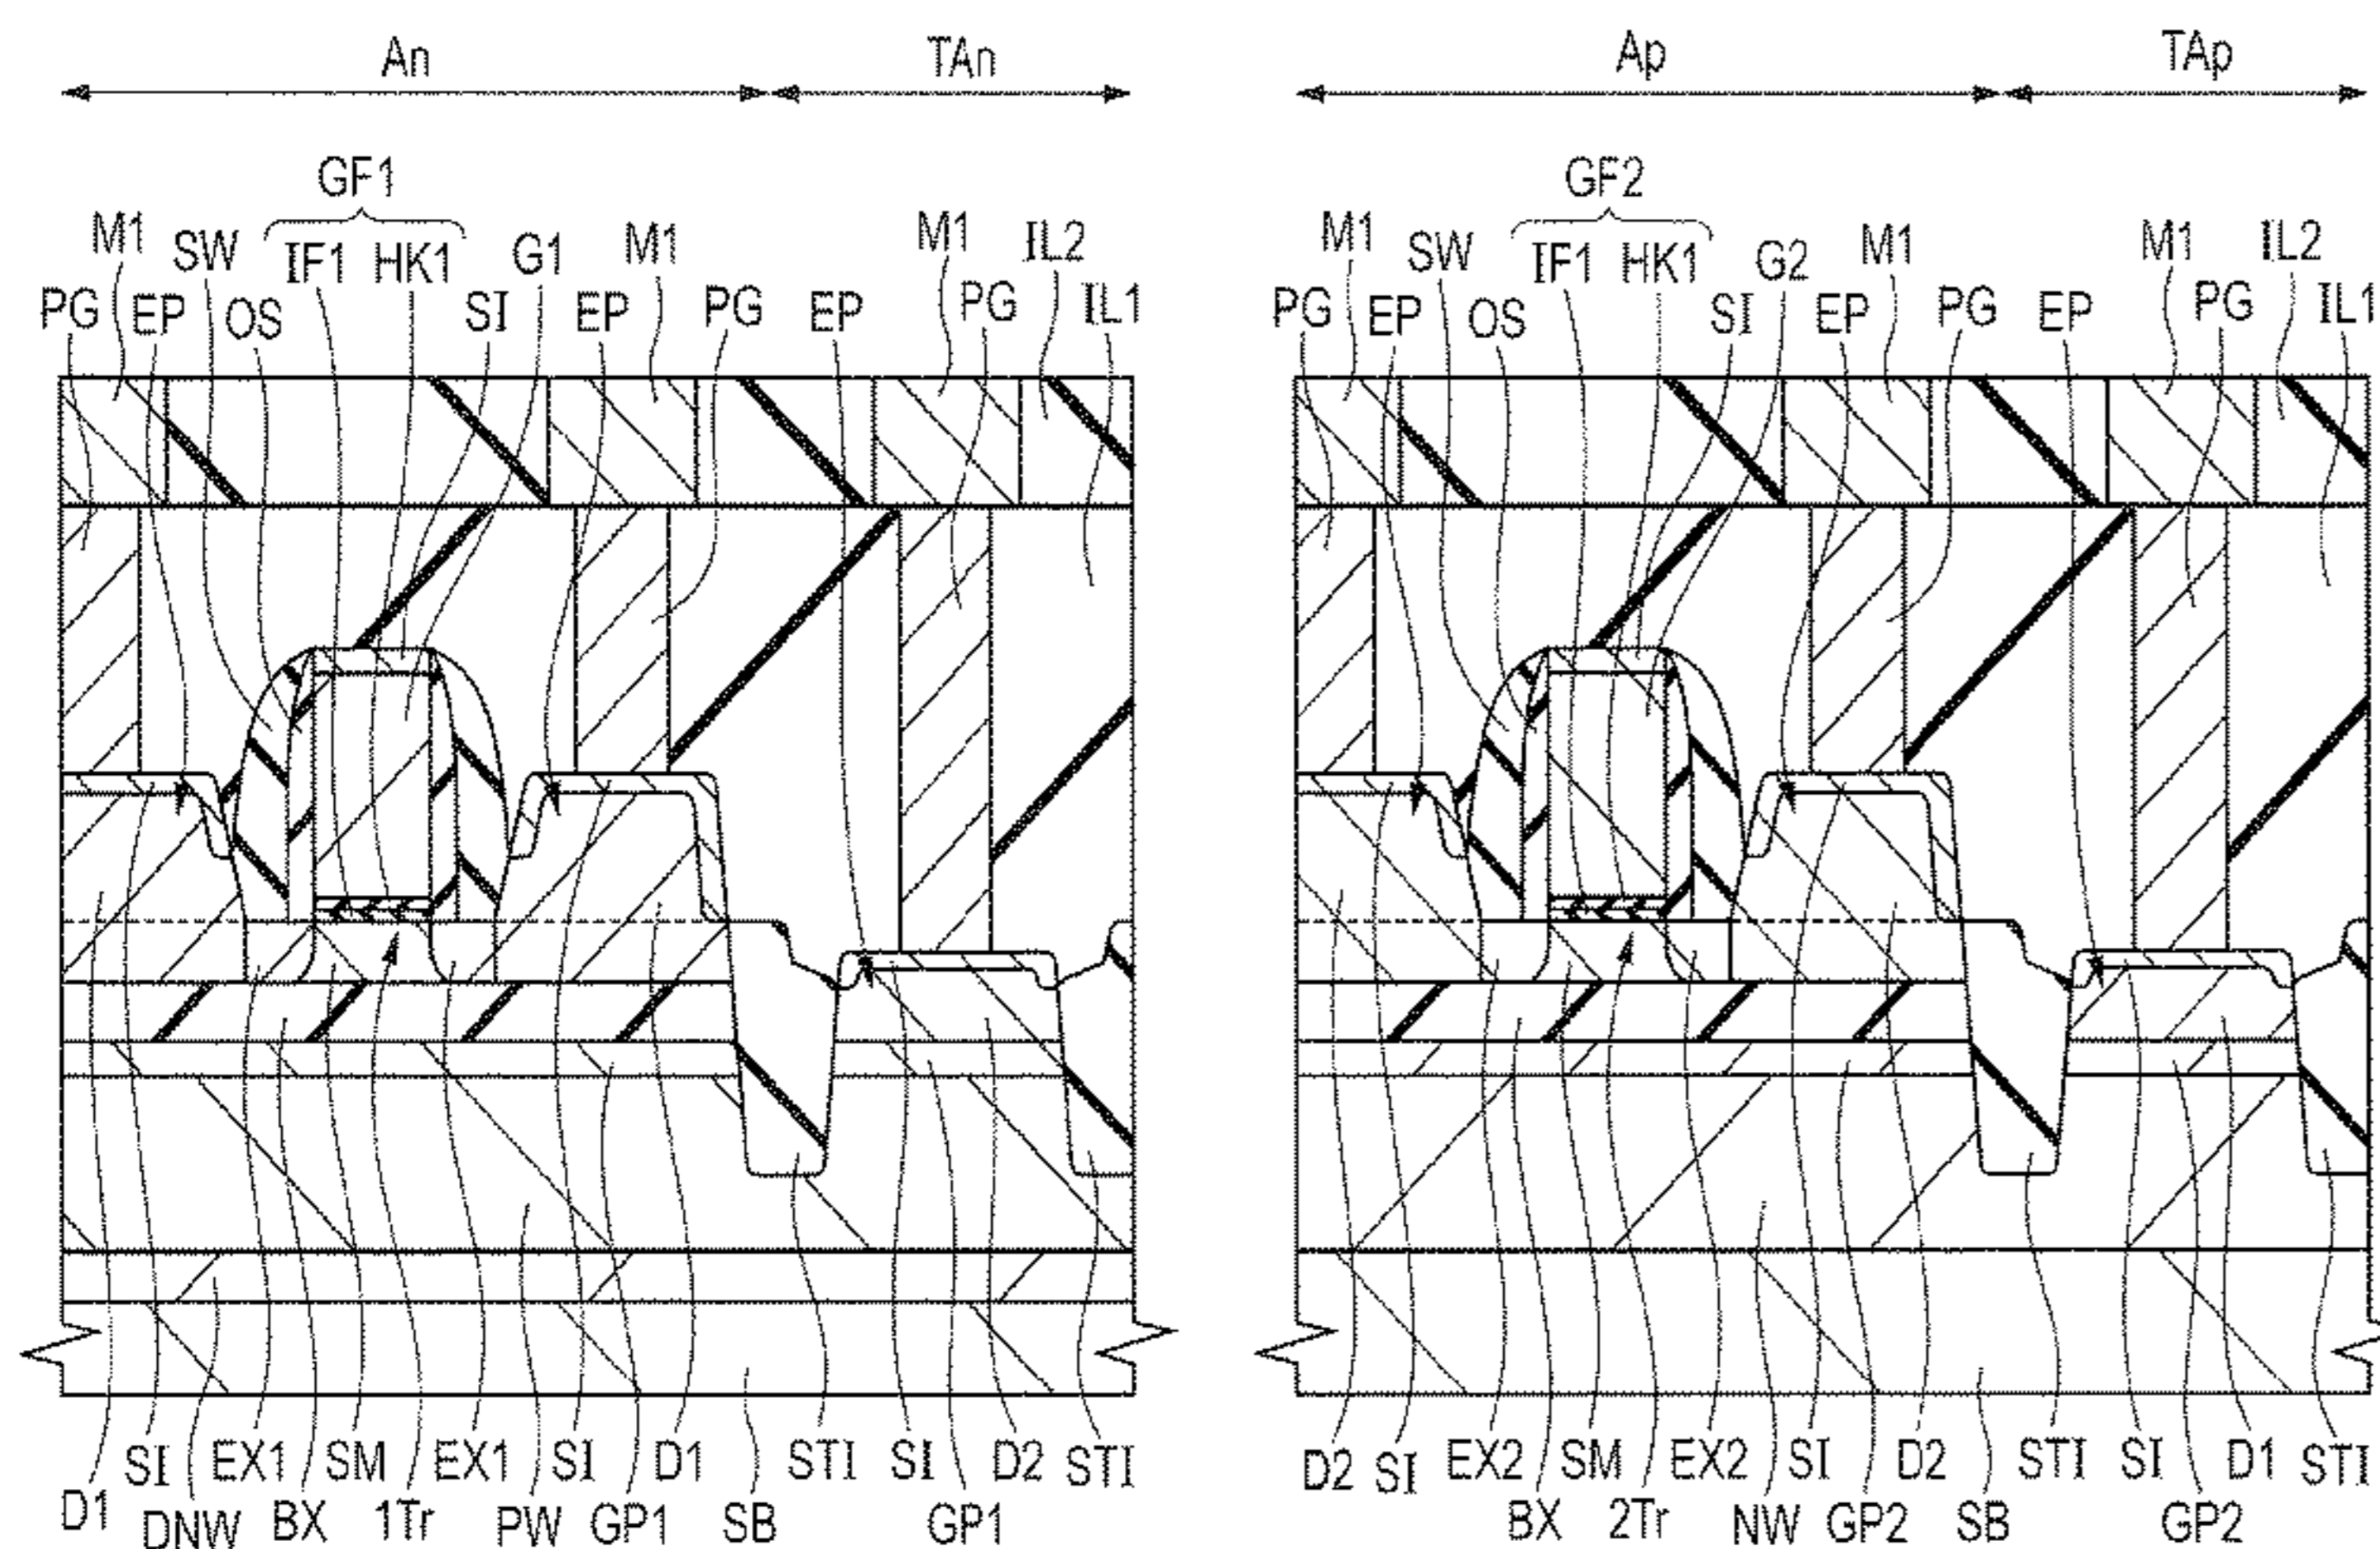 An TAn Ap TAp
GF1 GF2
M1 SW IF1 HK1 G1 M1 M1 IL2 M1 SW IF1 HK1 G2 M1 M1 IL2
PG EP OS SI EP PG EP PG IL1 PG EP OS SI EP PG EP PG IL1
SI EX1 SM EX1 SI D1 STI SI D2 STI D2 SI EX2 SM EX2 SI D2 STI SI D1 STI
D1 DNW BX 1Tr PW GP1 SB GP1 BX 2Tr NW GP2 SB GP2